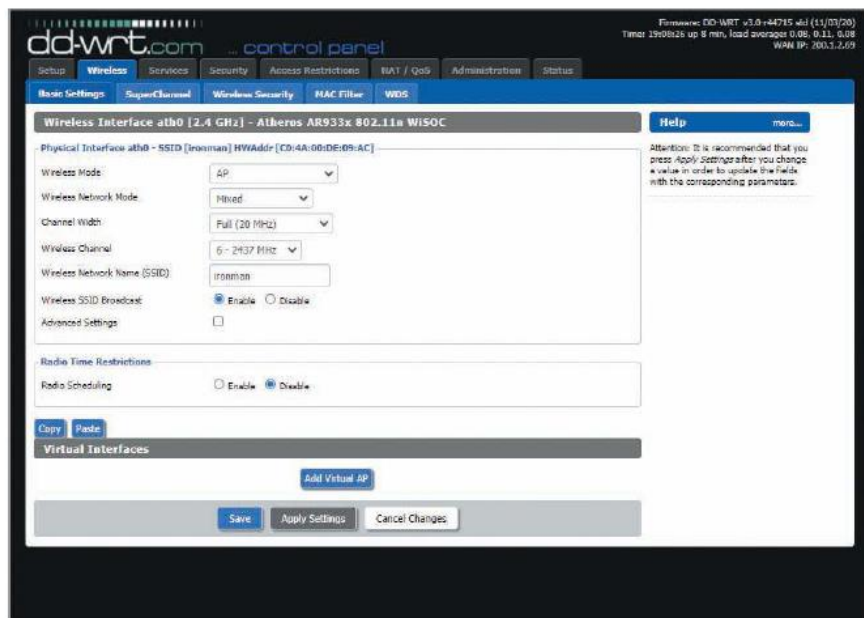 dd-wrt.com ... control panel
Firmware: DD-WRT v3.0-r44715 std (11/03/20)
Time: 19:08:26 up 8 min, load average: 0.08, 0.11, 0.08
WAN IP: 200.1.2.69
Setup Wireless Services Security Access Restrictions NAT / QoS Administration Status
Basic Settings SuperChannel Wireless Security MAC Filter WDS
Wireless Interface ath0 [2.4 GHz] - Atheros AR933x 802.11n WiSOC
Help more...
Physical Interface ath0 - SSID [ironman] HWAddr [C0:4A:00:DE:09:AC]
Attention: It is recommended that you
press Apply Settings after you change
a value in order to update the fields
with the corresponding parameters.
Wireless Mode AP
Wireless Network Mode Mixed
Channel Width Full (20 MHz)
Wireless Channel 6 - 2437 MHz
Wireless Network Name (SSID) ironman
Wireless SSID Broadcast Enable Disable
Advanced Settings
Radio Time Restrictions
Radio Scheduling Enable Disable
Copy Paste
Virtual Interfaces
Add Virtual AP
Save Apply Settings Cancel Changes